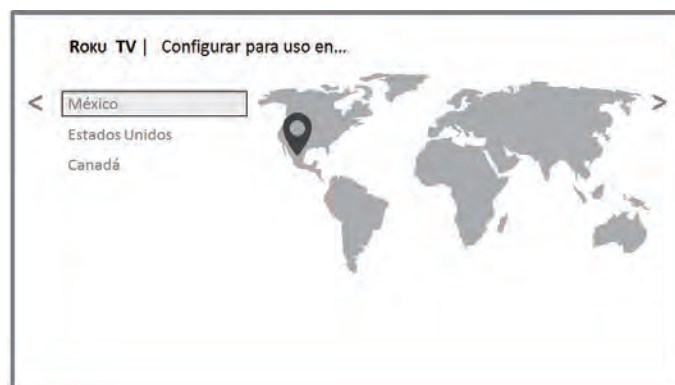 Roku TV | Configurar para uso en...
< México >
Estados Unidos
Canadá